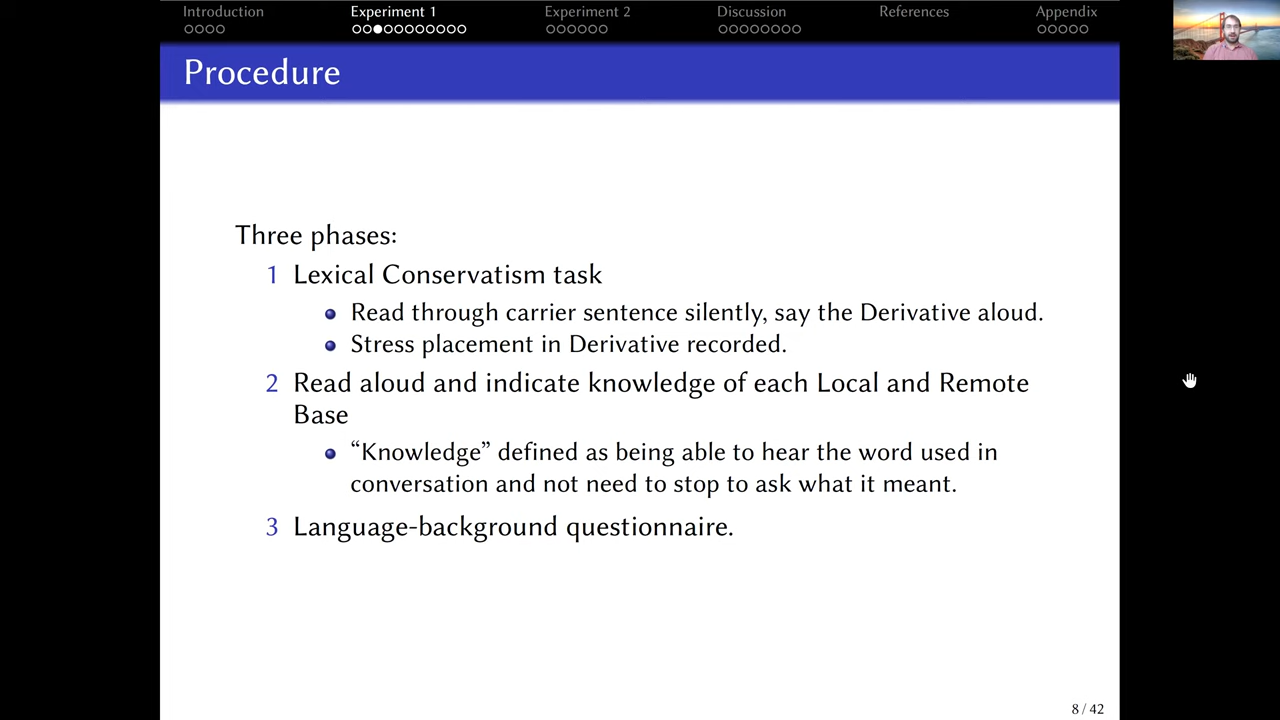 Introduction Experiment 1 Experiment 2 Discussion References Appendix
Procedure
Three phases:
1 Lexical Conservatism task
Read through carrier sentence silently, say the Derivative aloud.
Stress placement in Derivative recorded.
2 Read aloud and indicate knowledge of each Local and Remote
Base
“Knowledge” defined as being able to hear the word used in
conversation and not need to stop to ask what it meant.
3 Language-background questionnaire.
8 / 42